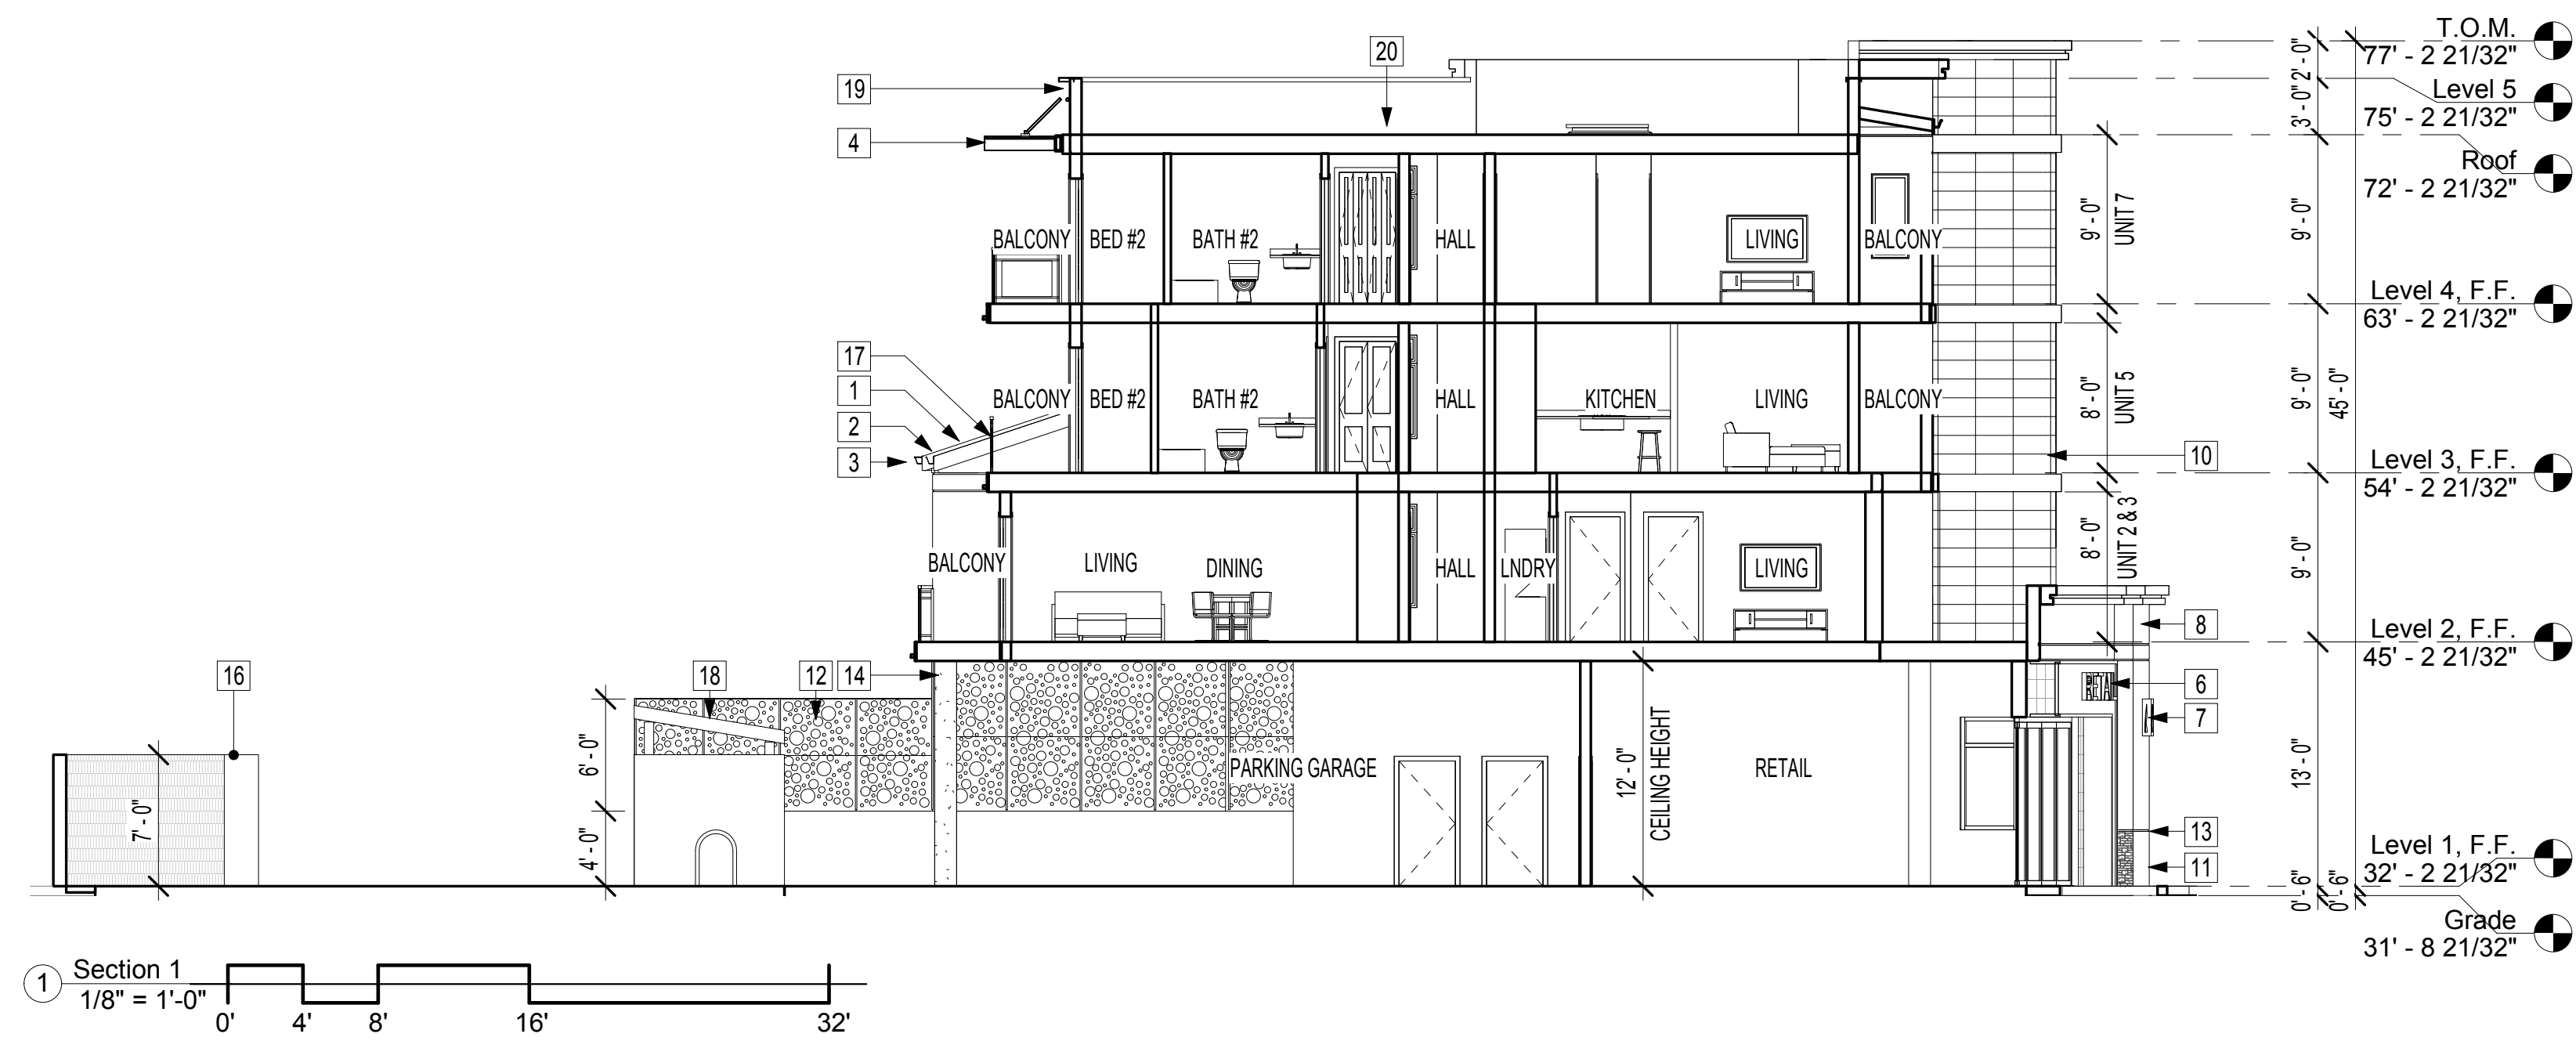 T.O.M.
77' - 2 21/32"
Level 5
75' - 2 21/32"
Roof
72' - 2 21/32"
Level 4, F.F.
63' - 2 21/32"
Level 3, F.F.
54' - 2 21/32"
Level 2, F.F.
45' - 2 21/32"
Level 1, F.F.
32' - 2 21/32"
Grade
31' - 8 21/32"
2' - 0"
3' - 0"
9' - 0"
9' - 0"
9' - 0"
13' - 0"
0' - 6"
45' - 0"
0' - 6"
9' - 0"
UNIT 7
8' - 0"
UNIT 5
8' - 0"
UNIT 2 & 3
20
19
4
BALCONY
BED #2
BATH #2
HALL
LIVING
BALCONY
17
1
2
3
BALCONY
BED #2
BATH #2
HALL
KITCHEN
LIVING
BALCONY
10
BALCONY
LIVING
DINING
HALL
LNDRY
LIVING
8
6
7
13
11
RETAI
16
18
12
14
PARKING GARAGE
RETAIL
12' - 0"
CEILING HEIGHT
6' - 0"
4' - 0"
7' - 0"
1
Section 1
1/8" = 1'-0"
0'
4'
8'
16'
32'